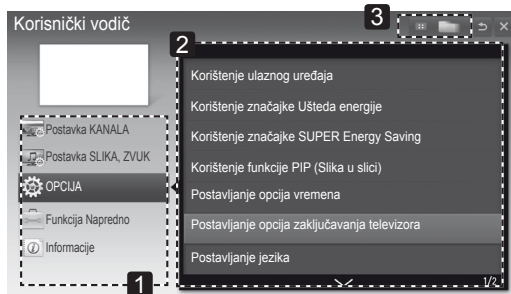 Korisnički vodič
3
2
Postavka KANALA
Postavka SLIKA, ZVUK
OPCIJA
Funkcija Napredno
Informacije
1
Korištenje ulaznog uređaja
Korištenje značajke Ušteda energije
Korištenje značajke SUPER Energy Saving
Korištenje funkcije PIP (Slika u slici)
Postavljanje opcija vremena
Postavljanje opcija zaključavanja televizora
Postavljanje jezika
1/2